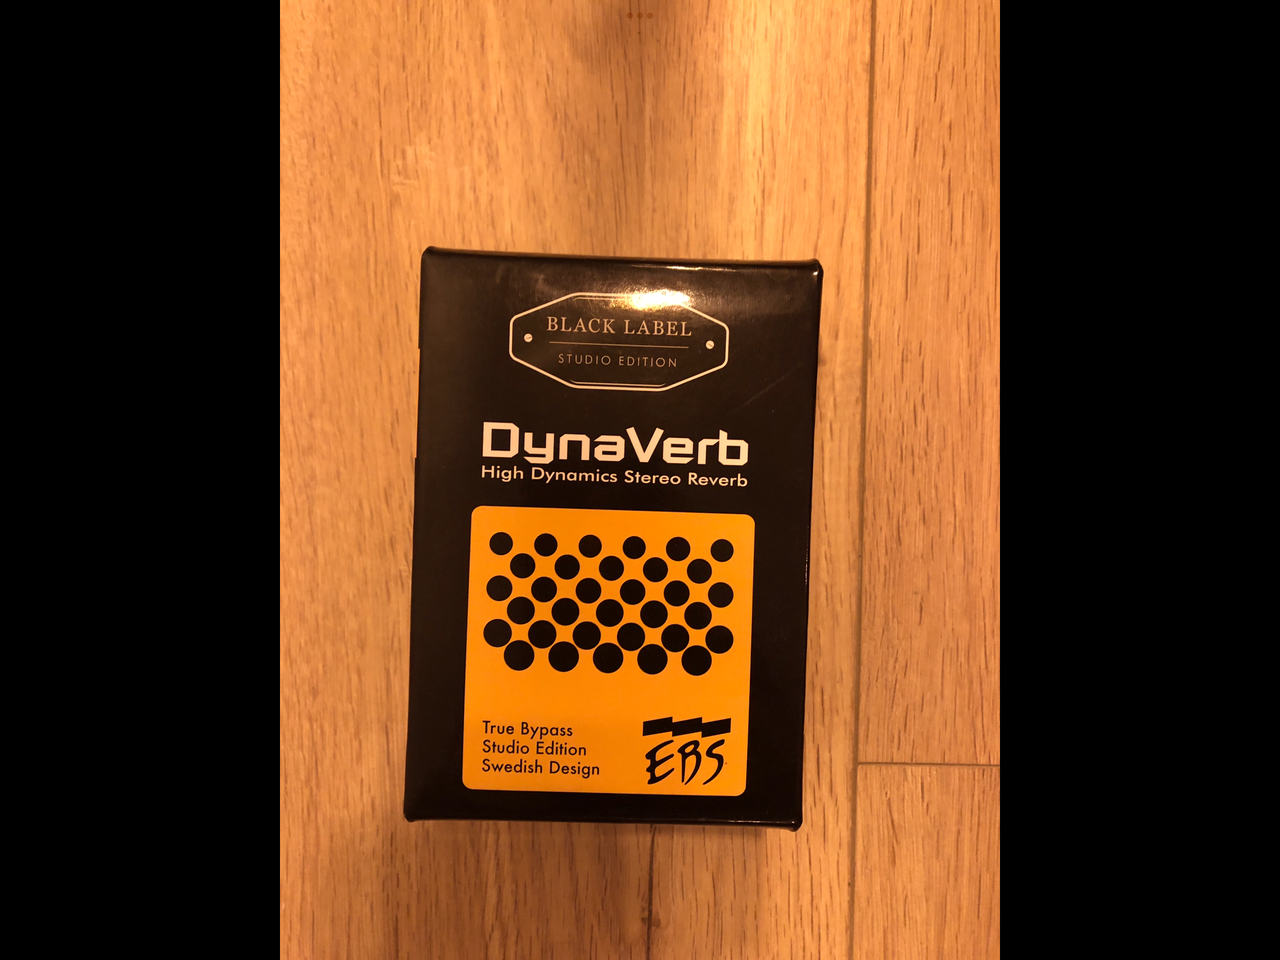 BLACK LABEL
STUDIO EDITION
DynaVerb
High Dynamics Stereo Reverb
True Bypass
Studio Edition
Swedish Design
EBS